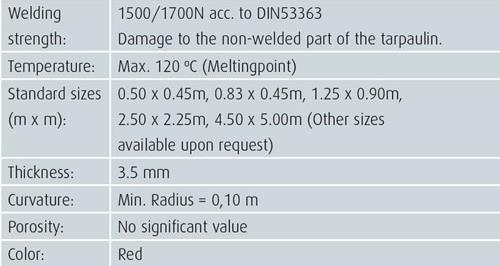 Welding strength: 1500/1700N acc. to DIN53363
Damage to the non-welded part of the tarpaulin.
Temperature: Max. 120 ºC (Meltingpoint)
Standard sizes (m x m): 0.50 x 0.45m, 0.83 x 0.45m, 1.25 x 0.90m,
2.50 x 2.25m, 4.50 x 5.00m (Other sizes
available upon request)
Thickness: 3.5 mm
Curvature: Min. Radius = 0,10 m
Porosity: No significant value
Color: Red